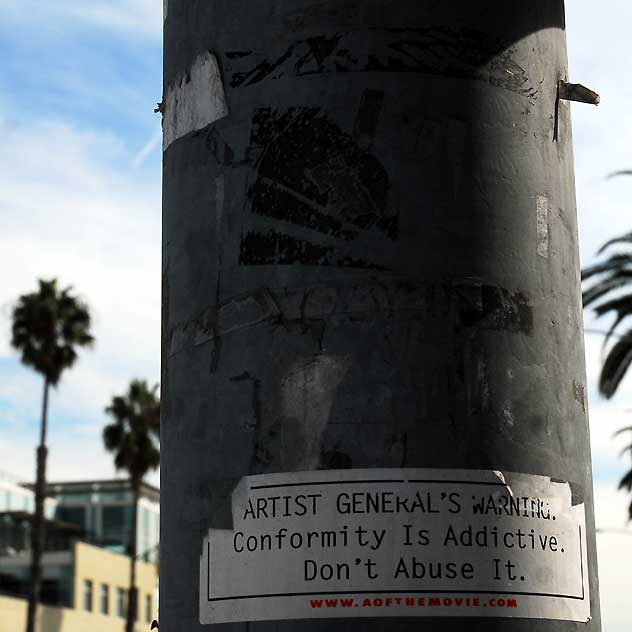 ARTIST GENERAL'S WARNING.
Conformity Is Addictive.
Don't Abuse It.
WWW.AOFTHEMOVIE.COM